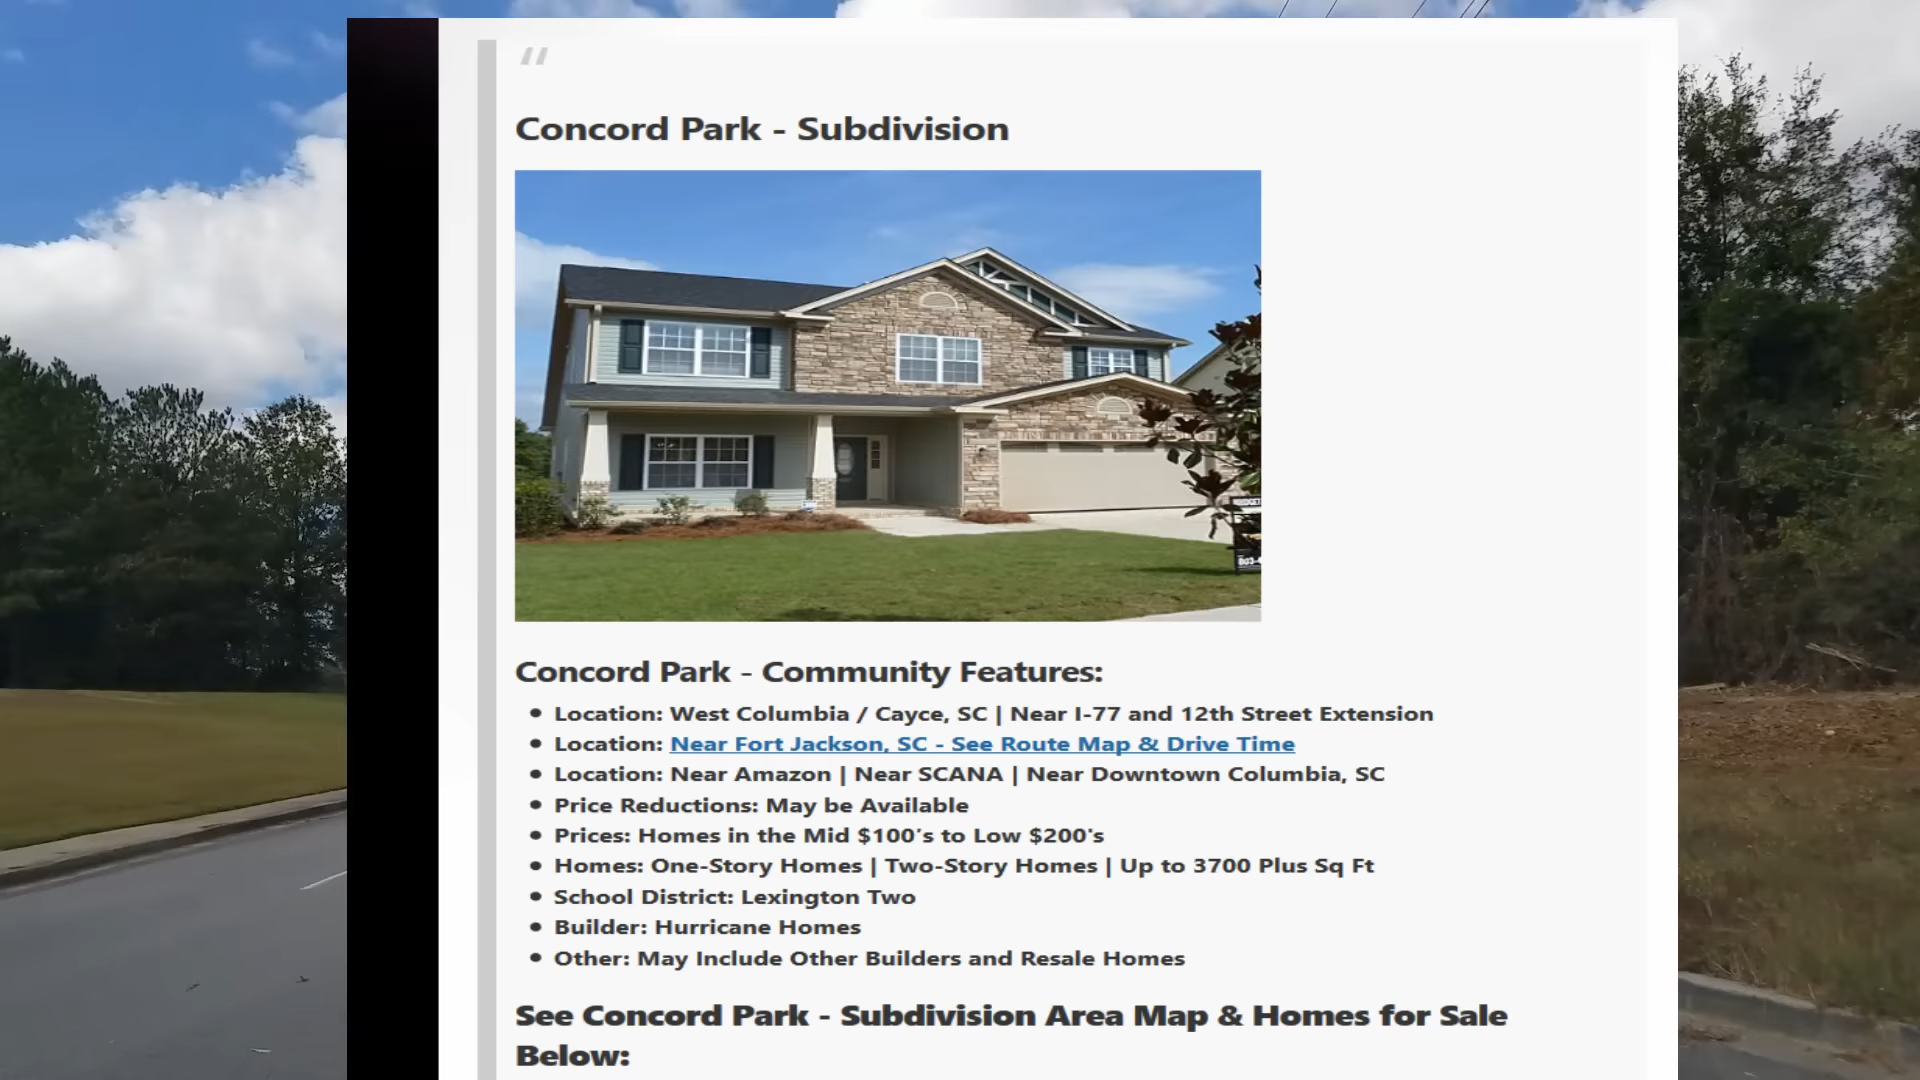 “
Concord Park - Subdivision
Concord Park - Community Features:
• Location: West Columbia / Cayce, SC | Near I-77 and 12th Street Extension
• Location: Near Fort Jackson, SC - See Route Map & Drive Time
• Location: Near Amazon | Near SCANA | Near Downtown Columbia, SC
• Price Reductions: May be Available
• Prices: Homes in the Mid $100's to Low $200's
• Homes: One-Story Homes | Two-Story Homes | Up to 3700 Plus Sq Ft
• School District: Lexington Two
• Builder: Hurricane Homes
• Other: May Include Other Builders and Resale Homes
See Concord Park - Subdivision Area Map & Homes for Sale
Below: